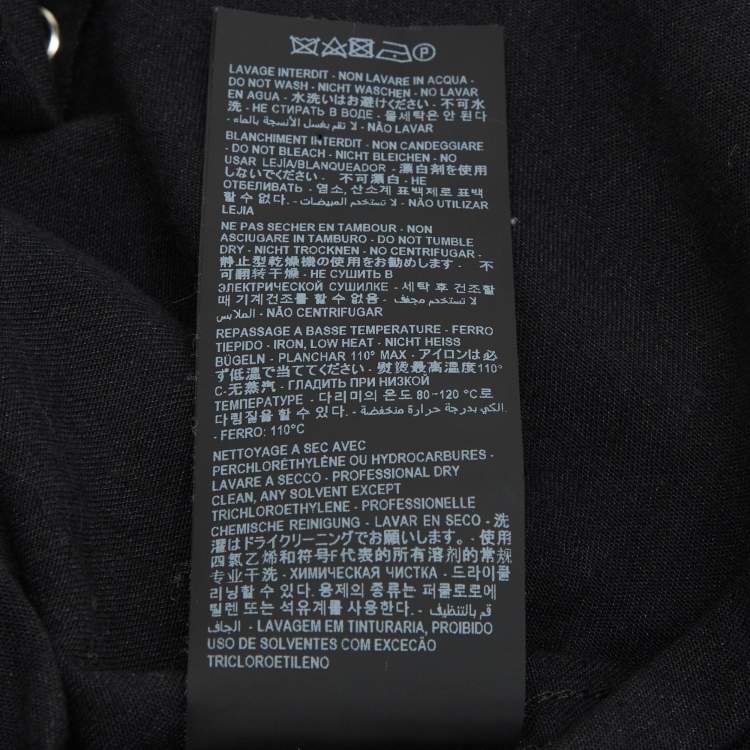 LAVAGE INTERDIT - NON LAVARE IN ACQUA -
DO NOT WASH - NICHT WASCHEN - NO LAVAR
EN AGUA - 水洗いはお避けください - 不可水
洗 - НЕ СТИРАТЬ В ВОДЕ - 물세탁은 안 된다
- لا تقم بغسل الأنسجة بالماء - NÃO LAVAR
BLANCHIMENT INTERDIT - NON CANDEGGIARE
- DO NOT BLEACH - NICHT BLEICHEN - NO
USAR LEJÍA/BLANQUEADOR - 漂白剤を使用
しないでください - 不可漂白 - НЕ
ОТБЕЛИВАТЬ - 염소, 산소계 표백제로 표백
할 수 없다. - لا تستخدم المبيضات - NÃO UTILIZAR
LEJIA
NE PAS SECHER EN TAMBOUR - NON
ASCIUGARE IN TAMBURO - DO NOT TUMBLE
DRY - NICHT TROCKNEN - NO CENTRIFUGAR -
静止型乾燥機の使用をお勧めします - 不
可翻转干燥 - НЕ СУШИТЬ В
ЭЛЕКТРИЧЕСКОЙ СУШИЛКЕ - 세탁 후 건조할
때 기계건조를 할 수 없음 - لا تستخدم مجفف
الملابس - NÃO CENTRIFUGAR
REPASSAGE A BASSE TEMPERATURE - FERRO
TIEPIDO - IRON, LOW HEAT - NICHT HEISS
BÜGELN - PLANCHAR 110° MAX - アイロンは必
ず低温で当ててください - 熨烫最高温度110°
C-无蒸汽 - ГЛАДИТЬ ПРИ НИЗКОЙ
ТЕМПЕРАТУРЕ - 다리미의 온도 80~120 °C로
다림질을 할 수 있다. - الكي بدرجة حرارة منخفضة.
- FERRO: 110°C
NETTOYAGE A SEC AVEC
PERCHLORÉTHYLÈNE OU HYDROCARBURES -
LAVARE A SECCO - PROFESSIONAL DRY
CLEAN, ANY SOLVENT EXCEPT
TRICHLOROETHYLENE - PROFESSIONELLE
CHEMISCHE REINIGUNG - LAVAR EN SECO - 洗
濯はドライクリーニングでお願いします。 - 使用
四氯乙烯和符号F代表的所有溶剂的常规
专业干洗 - ХИМИЧЕСКАЯ ЧИСТКА - 드라이클
리닝할 수 있다. 용제의 종류는 퍼클로로에
틸렌 또는 석유계를 사용한다. - قم بالتنظيف
الجاف - LAVAGEM EM TINTURARIA, PROIBIDO
USO DE SOLVENTES COM EXCECÃO
TRICLOROETILENO